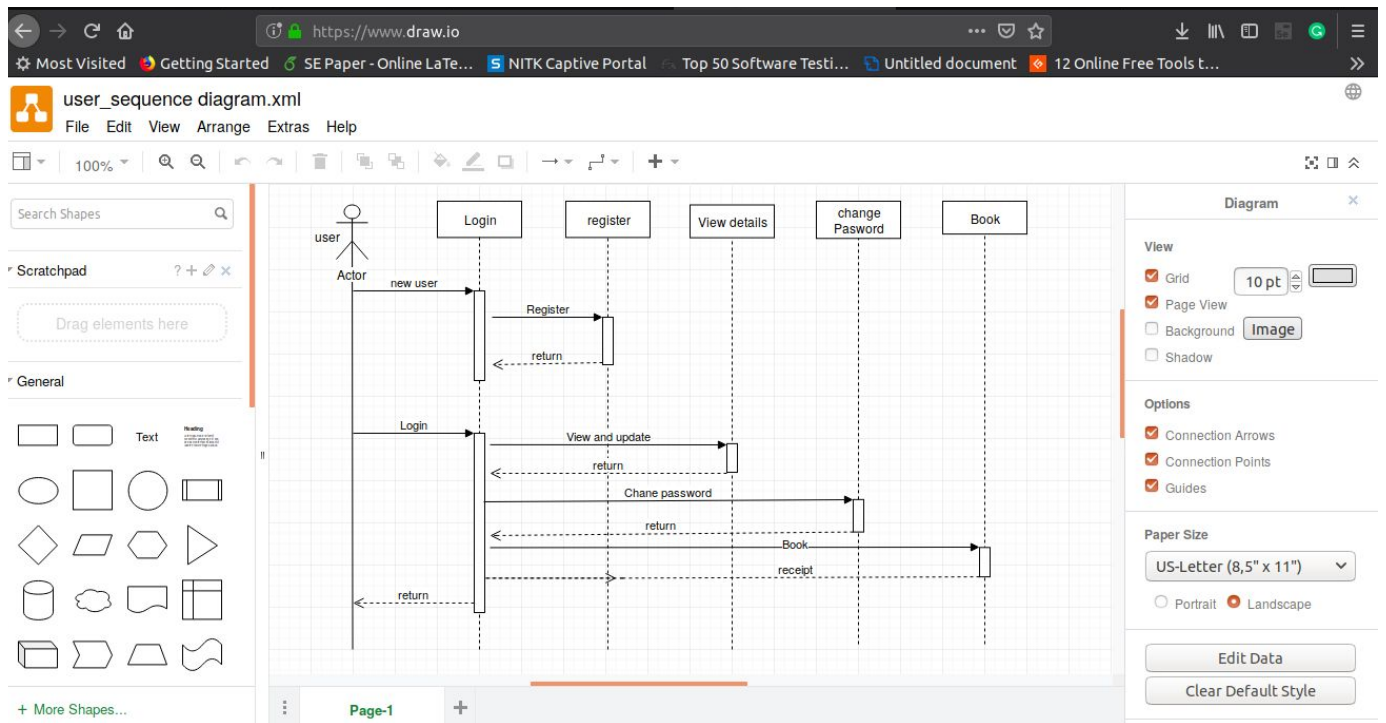 https://www.draw.io
Most Visited Getting Started SE Paper - Online LaTe... NITK Captive Portal Top 50 Software Testi... Untitled document 12 Online Free Tools t...
user_sequence diagram.xml
File Edit View Arrange Extras Help
100%
Search Shapes
Scratchpad ? +
Drag elements here
General
Text Heading
+ More Shapes...
user
Actor
Login
register
View details
change
Pasword
Book
new user
Register
return
Login
View and update
return
Chane password
return
Book
receipt
return
Page-1
Diagram
View
Grid 10 pt
Page View
Background Image
Shadow
Options
Connection Arrows
Connection Points
Guides
Paper Size
US-Letter (8,5" x 11")
Portrait Landscape
Edit Data
Clear Default Style